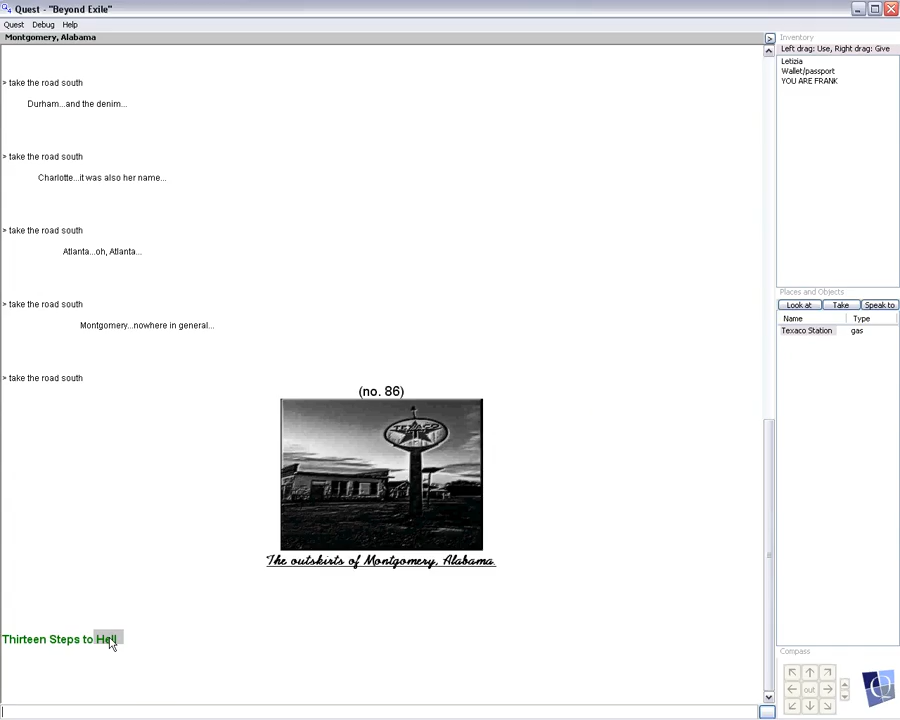 Quest - "Beyond Exile"
Quest Debug Help
Montgomery, Alabama
> take the road south
Durham...and the denim...
> take the road south
Charlotte...it was also her name...
> take the road south
Atlanta...oh, Atlanta...
> take the road south
Montgomery...nowhere in general...
> take the road south
(no. 86)
TEXACO
The outskirts of Montgomery, Alabama.
Thirteen Steps to Hell
>
Inventory
Left drag: Use, Right drag: Give
Letizia
Wallet/passport
YOU ARE FRANK
Places and Objects
Look at Take Speak to
Name Type
Texaco Station gas
Compass
out